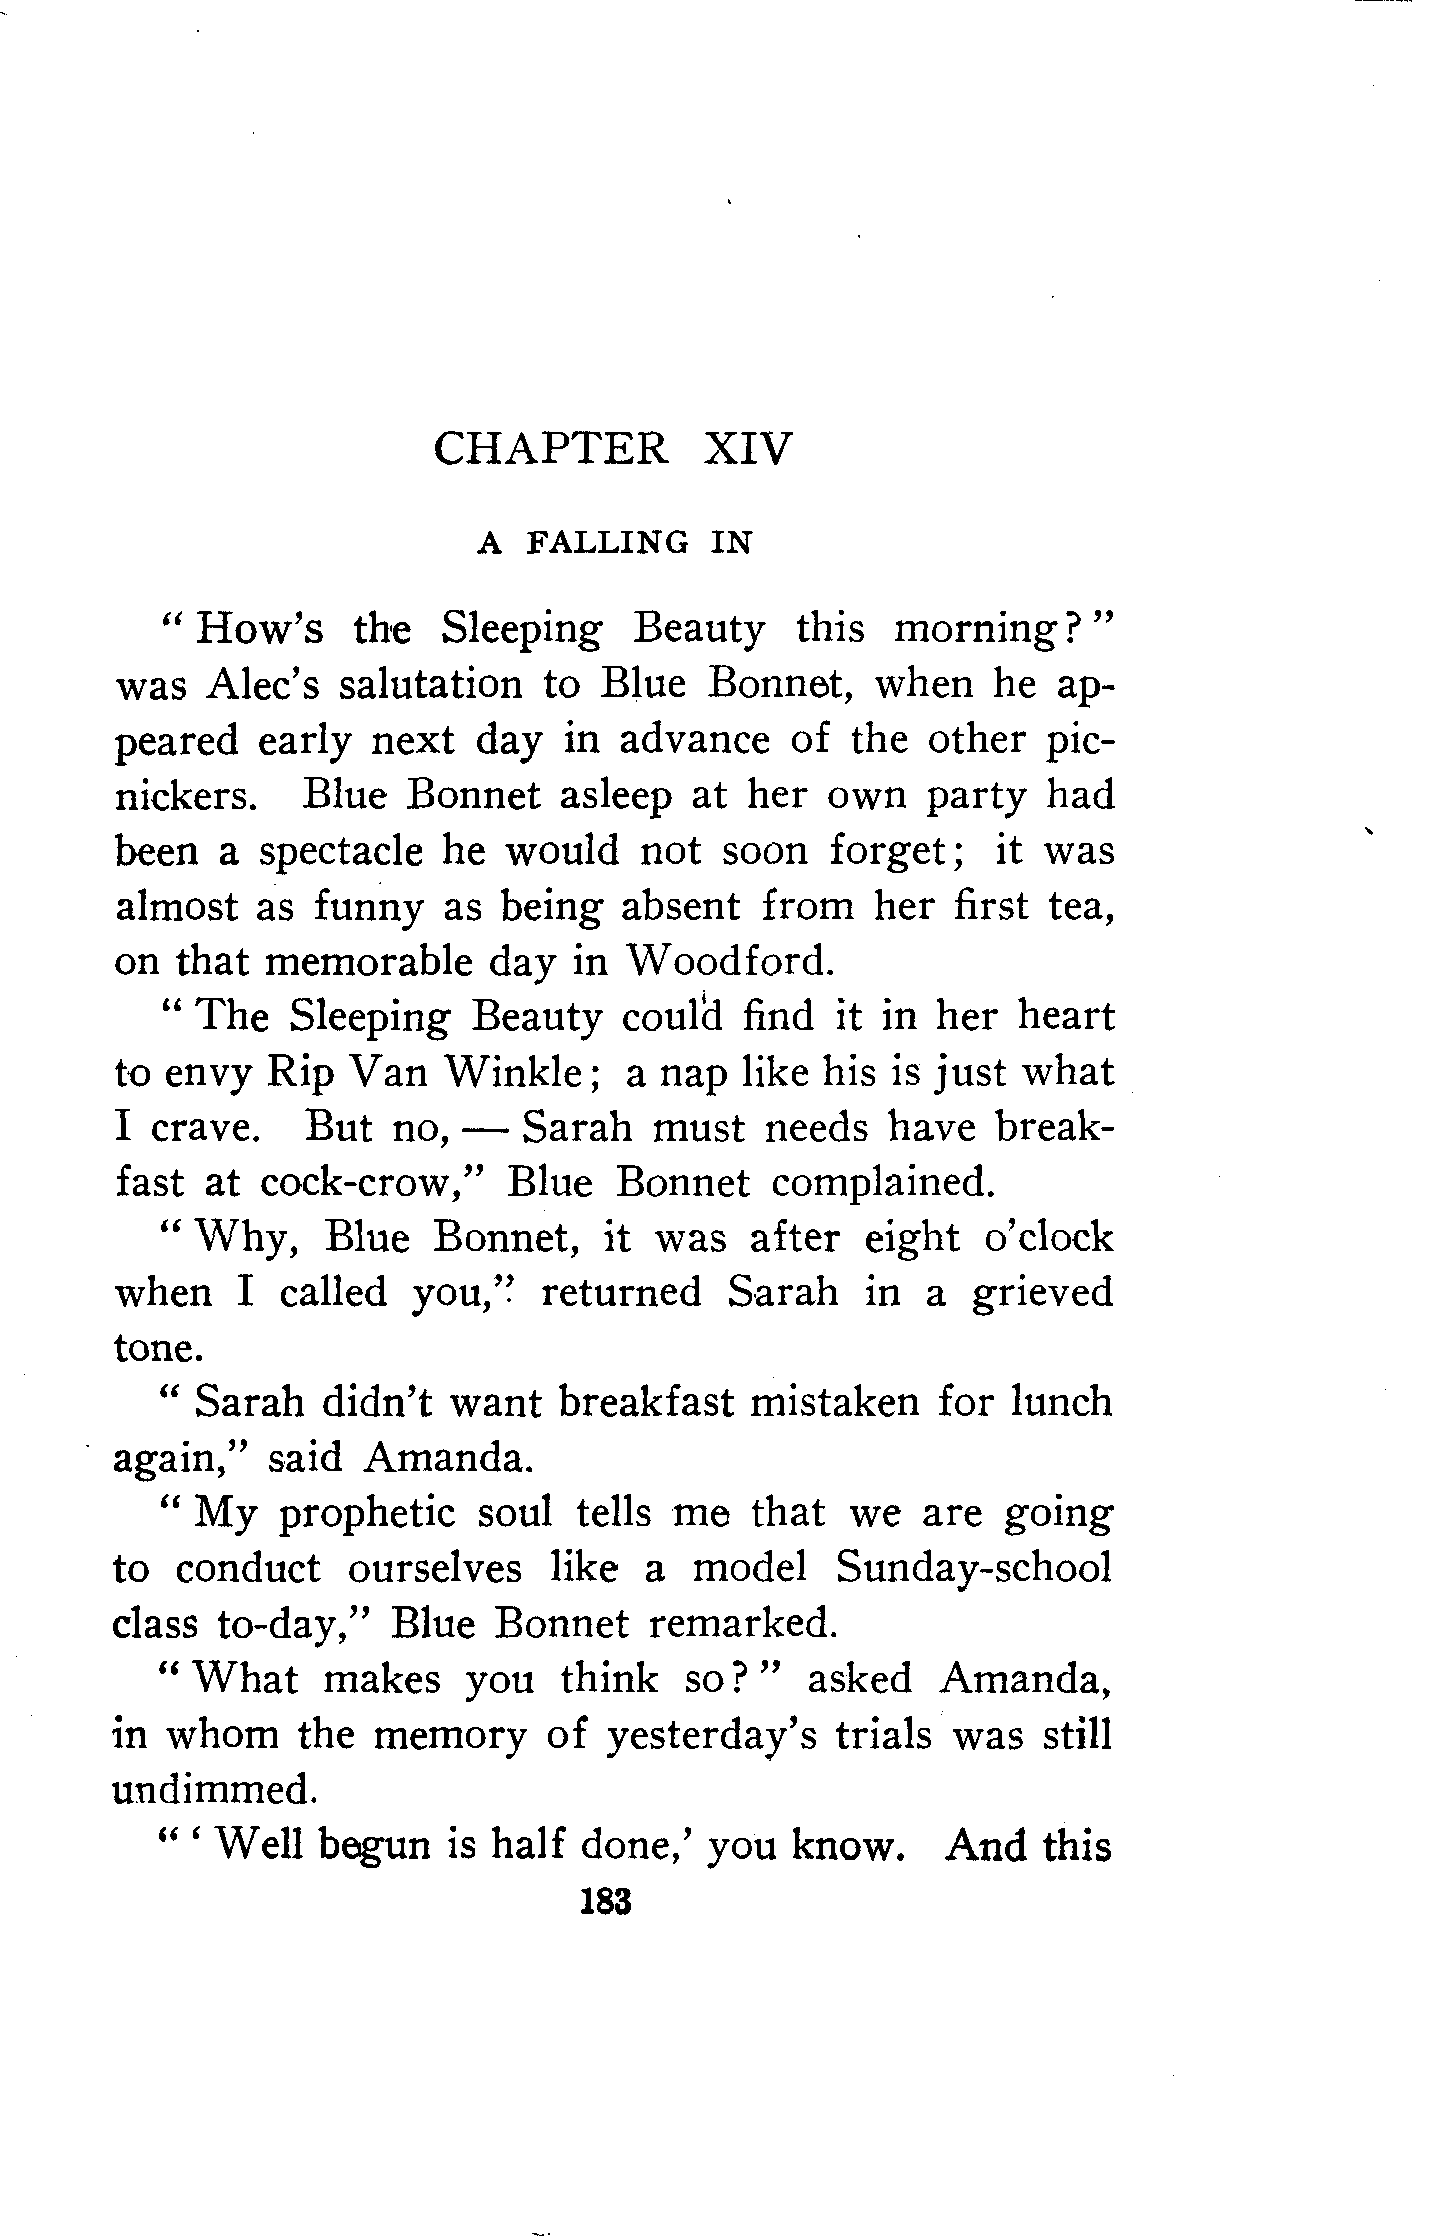 CHAPTER XIV
A FALLING IN
“ How’s the Sleeping Beauty this morning? ”
was Alec’s salutation to Blue Bonnet, when he ap-
peared early next day in advance of the other pic-
nickers. Blue Bonnet asleep at her own party had
been a spectacle he would not soon forget; it was
almost as funny as being absent from her first tea,
on that memorable day in Woodford.
“ The Sleeping Beauty could find it in her heart
to envy Rip Van Winkle; a nap like his is just what
I crave. But no, — Sarah must needs have break-
fast at cock-crow,” Blue Bonnet complained.
“ Why, Blue Bonnet, it was after eight o’clock
when I called you,” returned Sarah in a grieved
tone.
“ Sarah didn’t want breakfast mistaken for lunch
again,” said Amanda.
“ My prophetic soul tells me that we are going
to conduct ourselves like a model Sunday-school
class to-day,” Blue Bonnet remarked.
“ What makes you think so? ” asked Amanda,
in whom the memory of yesterday’s trials was still
undimmed.
“ ‘ Well begun is half done,’ you know. And this
183